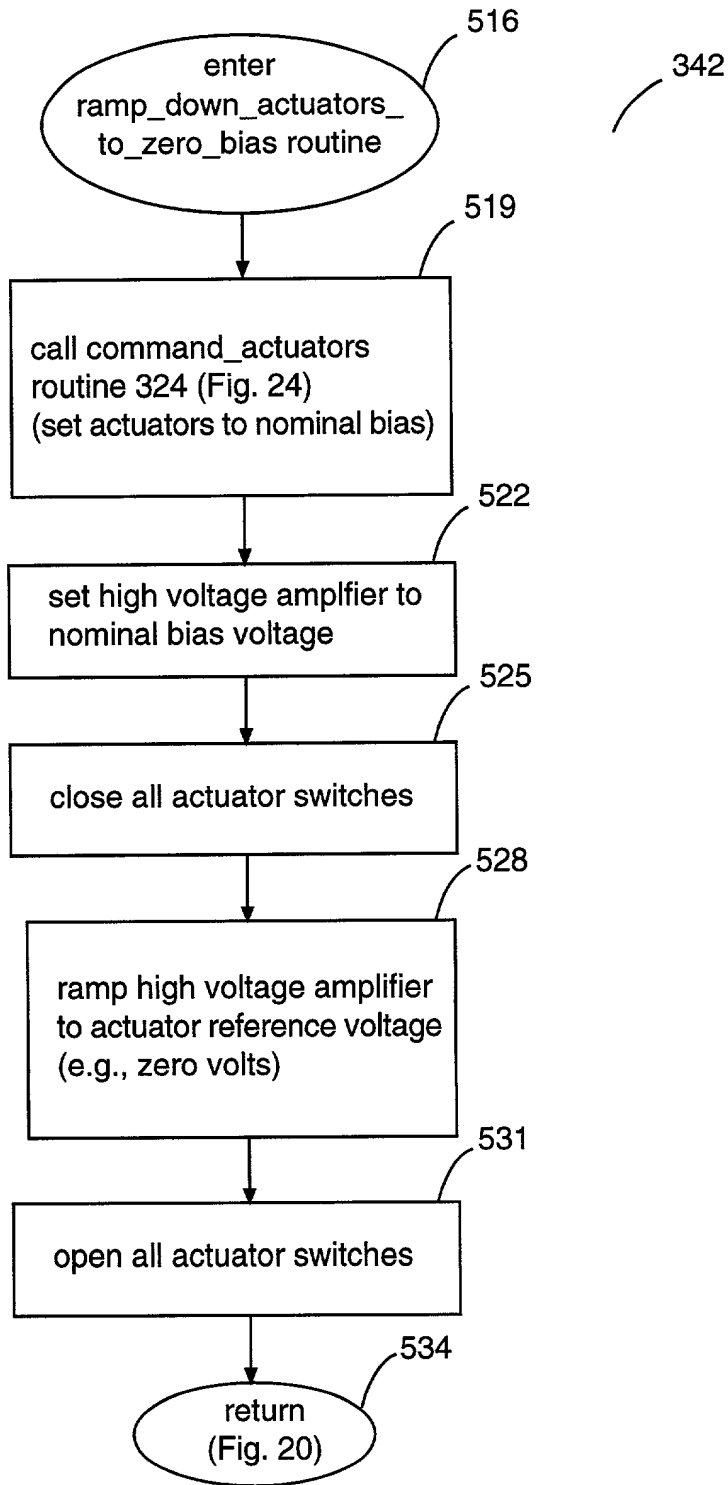 516
enter
ramp_down_actuators_
to_zero_bias routine
342
519
call command_actuators
routine 324 (Fig. 24)
(set actuators to nominal bias)
522
set high voltage amplfier to
nominal bias voltage
525
close all actuator switches
528
ramp high voltage amplifier
to actuator reference voltage
(e.g., zero volts)
531
open all actuator switches
534
return
(Fig. 20)